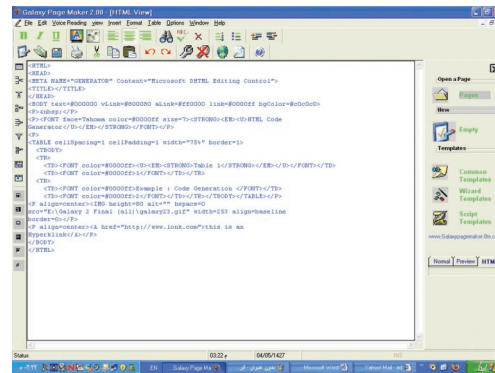 Galaxy Page Maker 2.00 - [HTML View]
File Edit Voice Reading view Insert Format Table Options Window Help
<HTML>
<HEAD>
<META NAME="GENERATOR" Content="Microsoft DHTML Editing Control">
<TITLE></TITLE>
</HEAD>
<BODY text=#000000 vLink=#800080 aLink=#ff0000 link=#0000ff bgColor=#c0c0c0>
<P>&nbsp;</P>
<P><FONT face=Tahoma color=#0000ff size=7><STRONG><EM><U>HTML Code
Generator</U></EM></STRONG></FONT></P>
<P>
<TABLE cellSpacing=1 cellPadding=1 width="75%" border=1>
<TBODY>
<TR>
<TD><FONT color=#0000ff><U><EM><STRONG>Table 1</STRONG></EM></U></FONT></TD>
<TD><FONT color=#0000ff>1</FONT></TD></TR>
<TR>
<TD><FONT color=#0000ff>Example : Code Generation </FONT></TD>
<TD><FONT color=#0000ff>2</FONT></TD></TR></TBODY></TABLE></P>
<P align=center><IMG height=80 alt="" hspace=0
src="E:\Galaxy 2 Final (all)\galaxy23.gif" width=253 align=baseline
border=0></P>
<P align=center><A href="http://www.ionk.com">this is an
Hyperklink</A></P>
</BODY>
</HTML>
Open a Page
Pages
New
Empty
Templates
Common
Templates
Wizard
Templates
Script
Templates
Normal Preview HTM
Status 03:22 م 04/05/1427 INS
EN Galaxy Page Ma Microsoft Word Yahoo! Mail